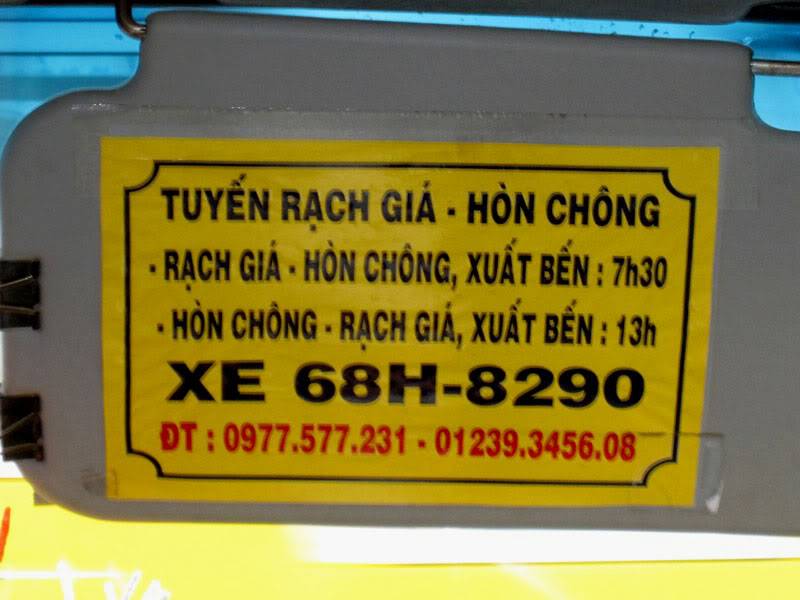 TUYẾN RẠCH GIÁ - HÒN CHÔNG
- RẠCH GIÁ - HÒN CHÔNG, XUẤT BẾN : 7h30
- HÒN CHÔNG - RẠCH GIÁ, XUẤT BẾN : 13h
XE 68H-8290
ĐT : 0977.577.231 - 01239.3456.08